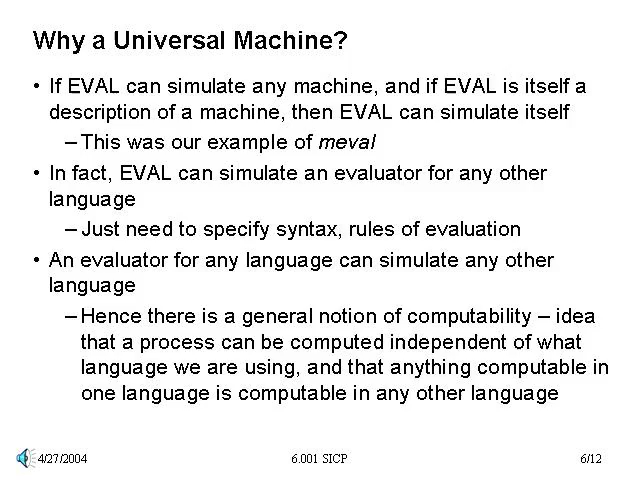 Why a Universal Machine?
• If EVAL can simulate any machine, and if EVAL is itself a
description of a machine, then EVAL can simulate itself
– This was our example of meval
• In fact, EVAL can simulate an evaluator for any other
language
– Just need to specify syntax, rules of evaluation
• An evaluator for any language can simulate any other
language
– Hence there is a general notion of computability – idea
that a process can be computed independent of what
language we are using, and that anything computable in
one language is computable in any other language
4/27/2004 6.001 SICP 6/12